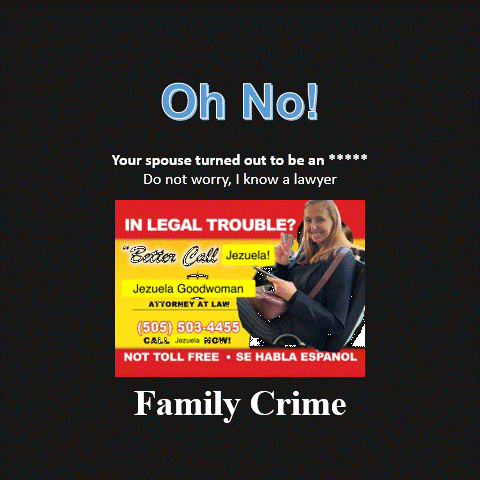 Oh No!
Your spouse turned out to be an *****
Do not worry, I know a lawyer
IN LEGAL TROUBLE?
"Better Call Jezuela!
Jezuela Goodwoman
ATTORNEY AT LAW
(505) 503-4455
CALL Jezuela NOW!
NOT TOLL FREE • SE HABLA ESPANOL
Family Crime